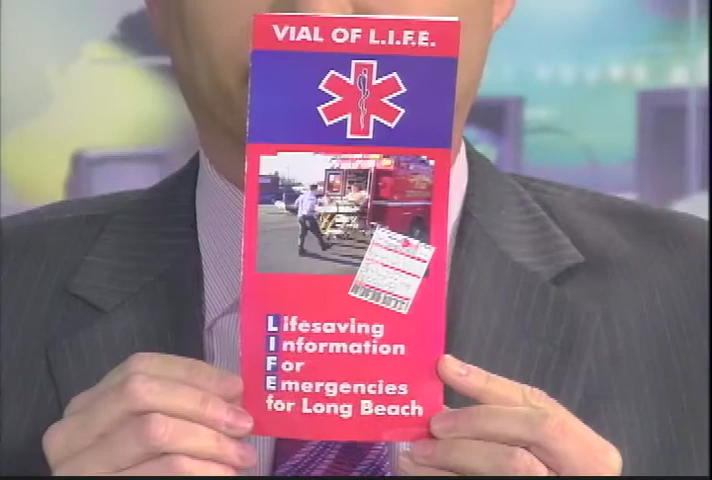 VIAL OF L.I.F.E.
Lifesaving
Information
For
Emergencies
for Long Beach